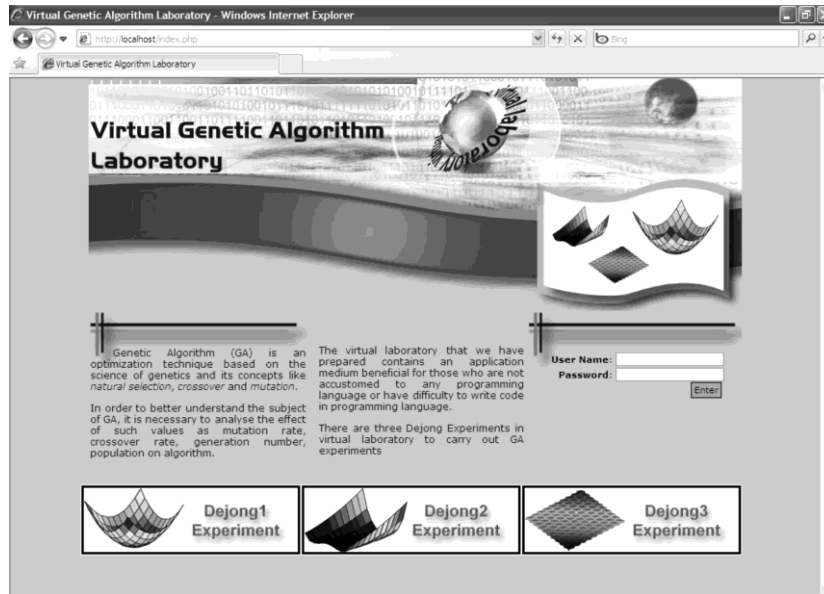 Virtual Genetic Algorithm Laboratory - Windows Internet Explorer
http://localhost/index.php
Bing
Virtual Genetic Algorithm Laboratory
Virtual Genetic Algorithm
Laboratory
virtual laboratory
Genetic Algorithm (GA) is an
optimization technique based on the
science of genetics and its concepts like
natural selection, crossover and mutation.
In order to better understand the subject
of GA, it is necessary to analyse the effect
of such values as mutation rate,
crossover rate, generation number,
population on algorithm.
The virtual laboratory that we have
prepared contains an application
medium beneficial for those who are not
accustomed to any programming
language or have difficulty to write code
in programming language.
There are three Dejong Experiments in
virtual laboratory to carry out GA
experiments
User Name:
Password:
Enter
Dejong1
Experiment
Dejong2
Experiment
Dejong3
Experiment